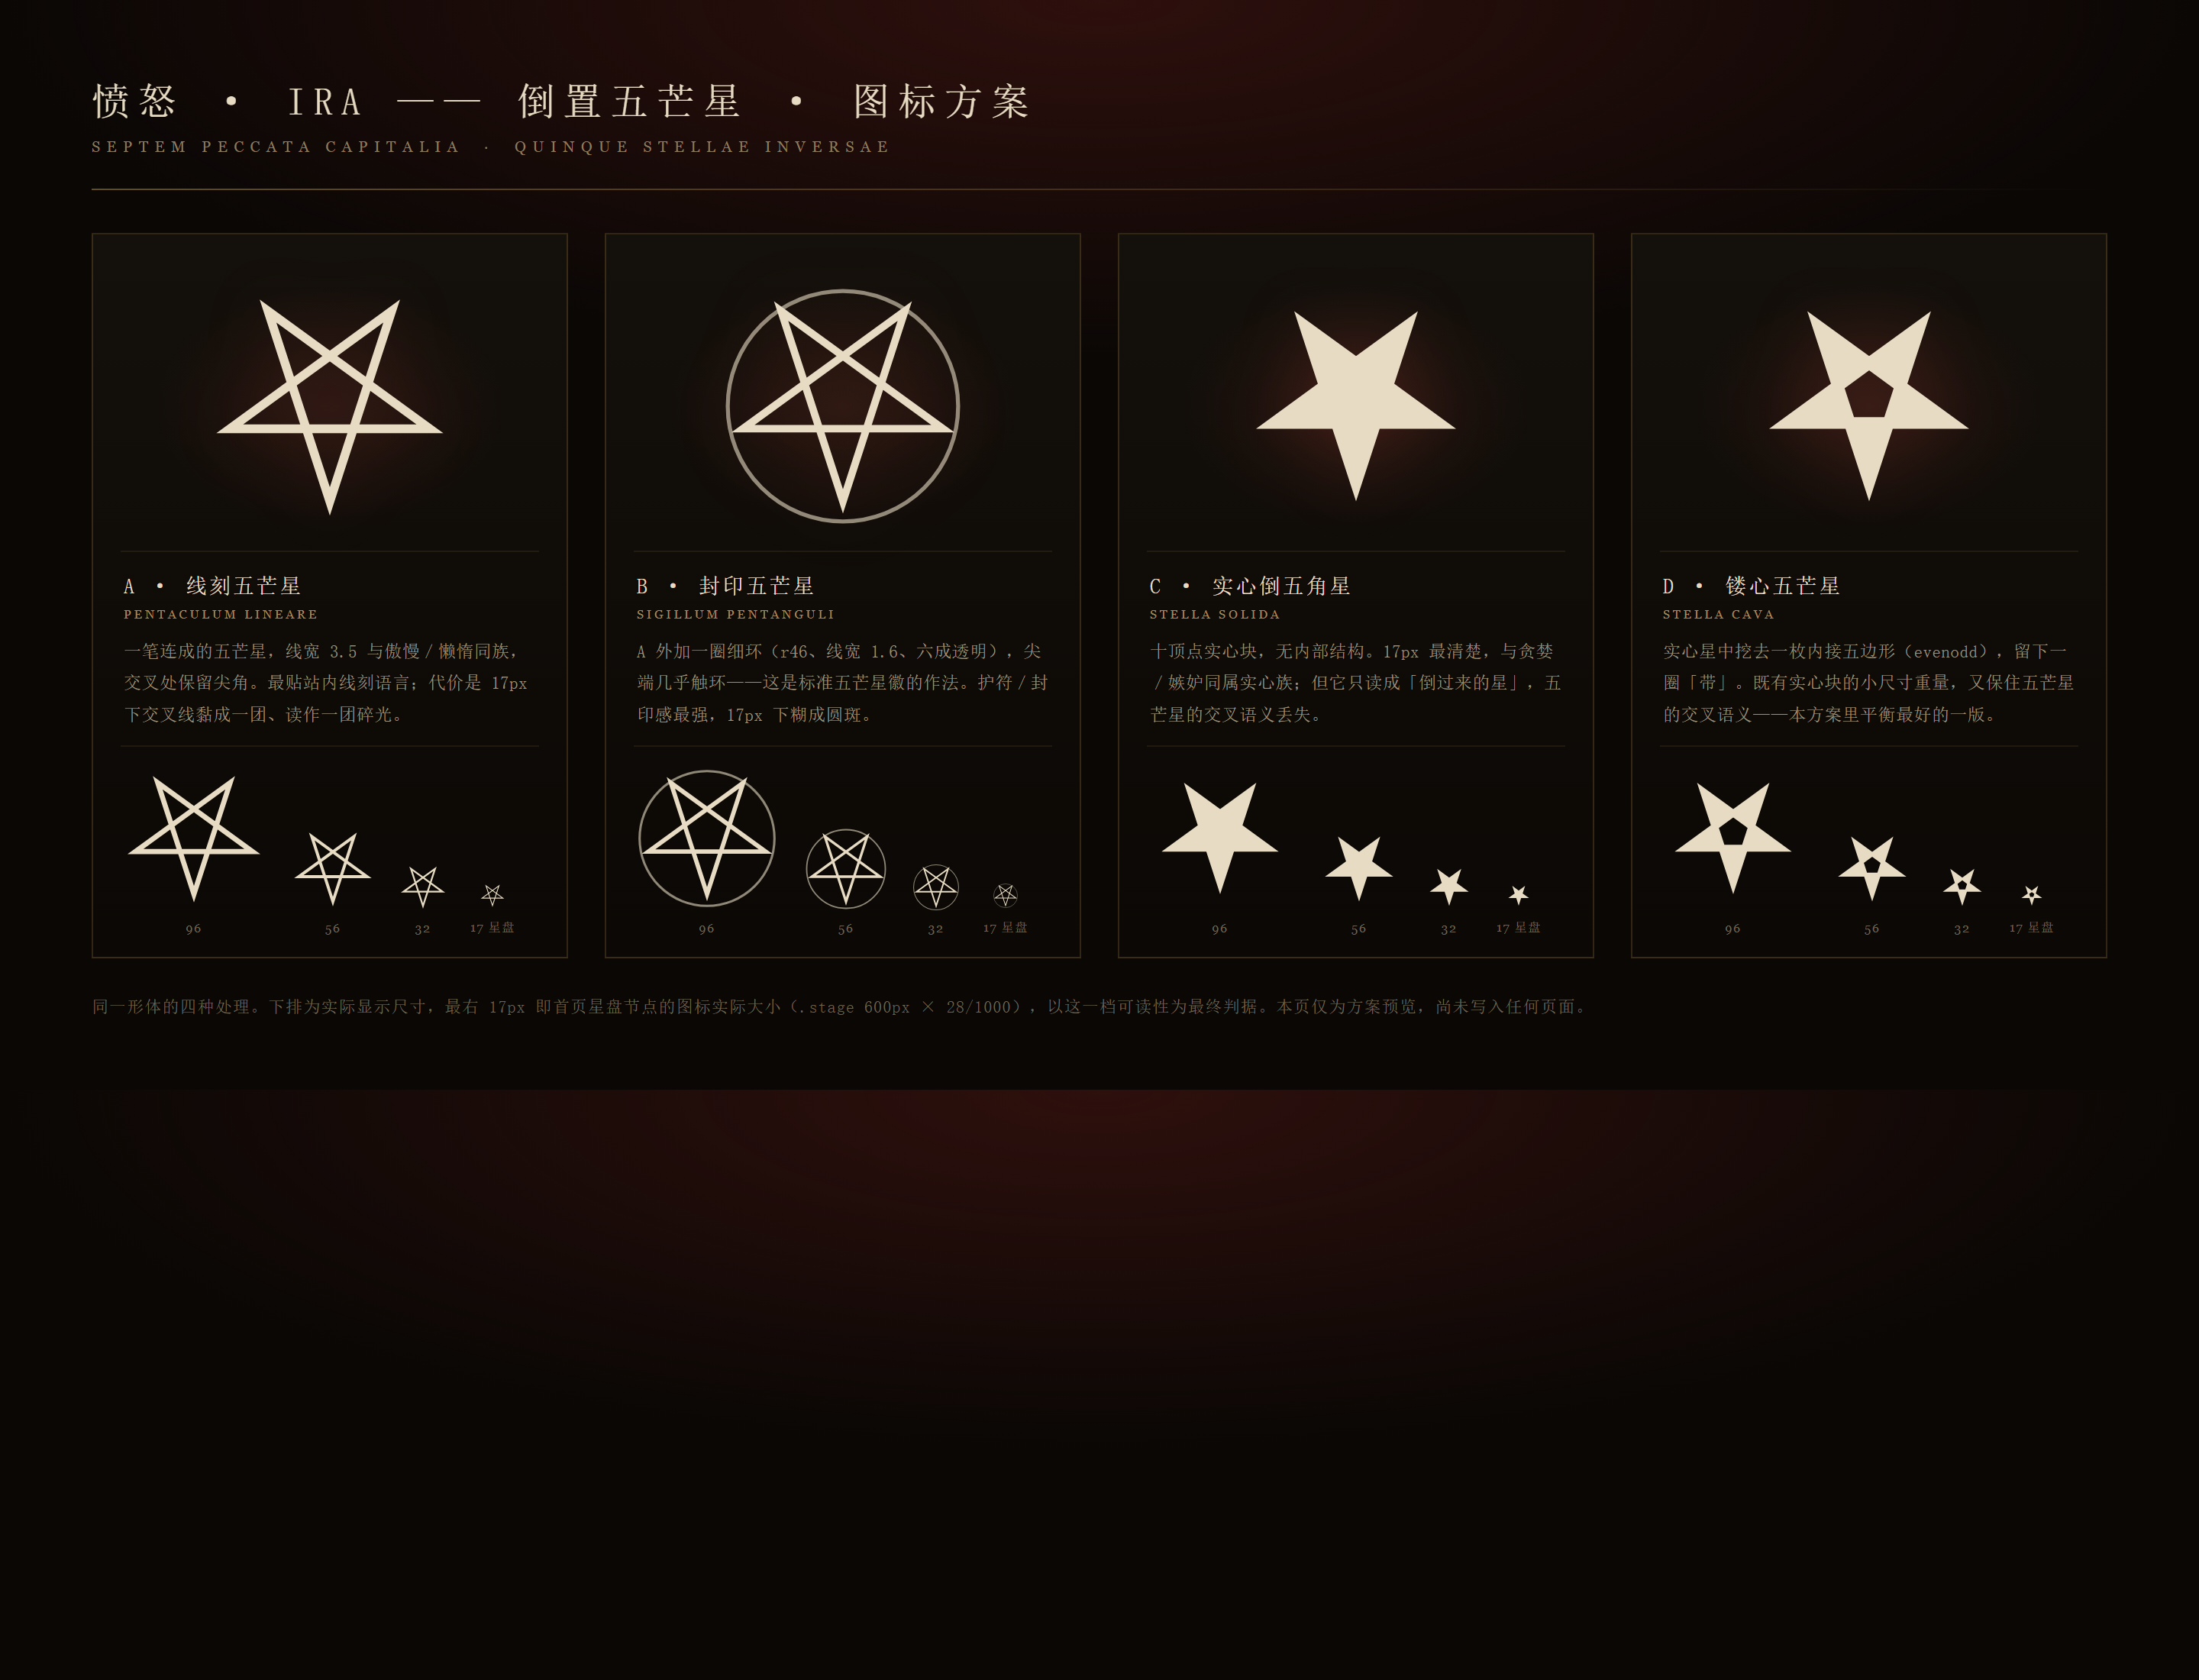 愤怒 • IRA —— 倒置五芒星 • 图标方案
SEPTEM PECCATA CAPITALIA · QUINQUE STELLAE INVERSAE
A • 线刻五芒星
PENTACULUM LINEARE
一笔连成的五芒星，线宽 3.5 与傲慢 / 懒惰同族，
交叉处保留尖角。最贴站内线刻语言；代价是 17px
下交叉线黏成一团、读作一团碎光。
96
56
32
17 星盘
B • 封印五芒星
SIGILLUM PENTANGULI
A 外加一圈细环（r46、线宽 1.6、六成透明），尖
端几乎触环——这是标准五芒星徽的作法。护符 / 封
印感最强，17px 下糊成圆斑。
96
56
32
17 星盘
C • 实心倒五角星
STELLA SOLIDA
十顶点实心块，无内部结构。17px 最清楚，与贪婪
/ 嫉妒同属实心族；但它只读成「倒过来的星」，五
芒星的交叉语义丢失。
96
56
32
17 星盘
D • 镂心五芒星
STELLA CAVA
实心星中挖去一枚内接五边形（evenodd），留下一
圈「带」。既有实心块的小尺寸重量，又保住五芒星
的交叉语义——本方案里平衡最好的一版。
96
56
32
17 星盘
同一形体的四种处理。下排为实际显示尺寸，最右 17px 即首页星盘节点的图标实际大小（.stage 600px × 28/1000），以这一档可读性为最终判据。本页仅为方案预览，尚未写入任何页面。